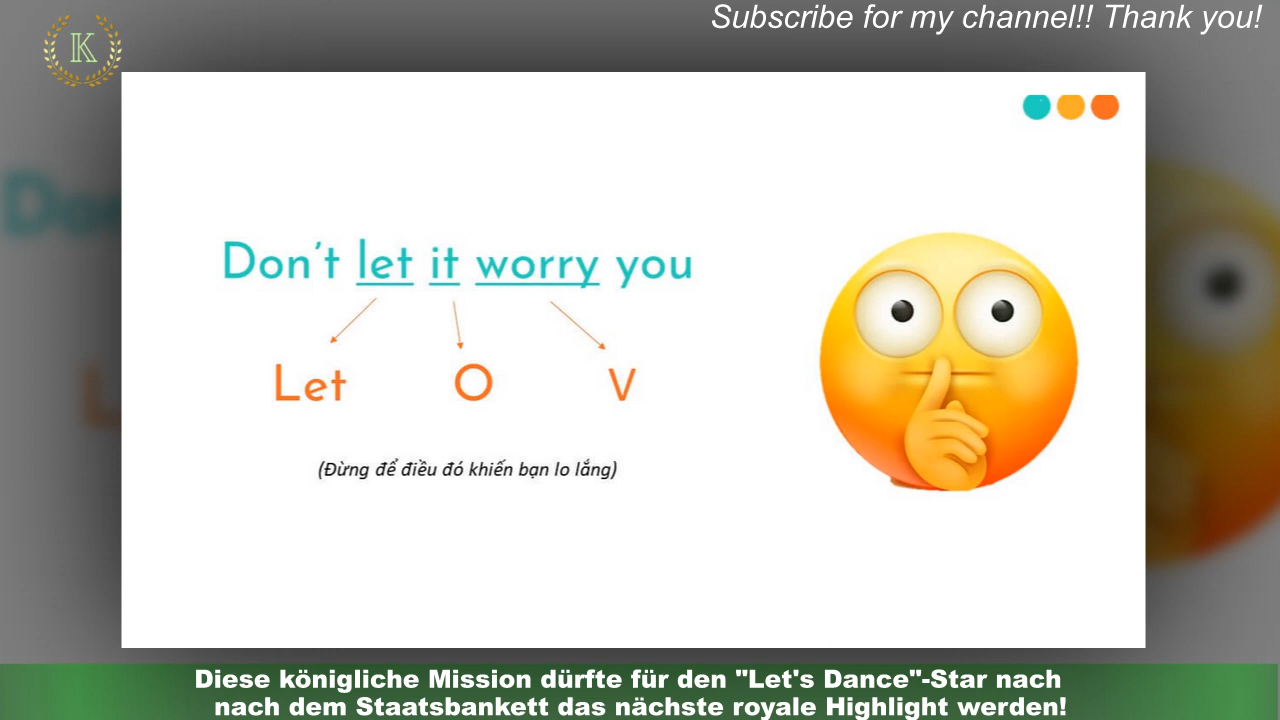 Subscribe for my channel!! Thank you!
K
Don't let it worry you
Let O V
(Đừng để điều đó khiến bạn lo lắng)
Diese königliche Mission dürfte für den "Let's Dance"-Star nach
nach dem Staatsbankett das nächste royale Highlight werden!